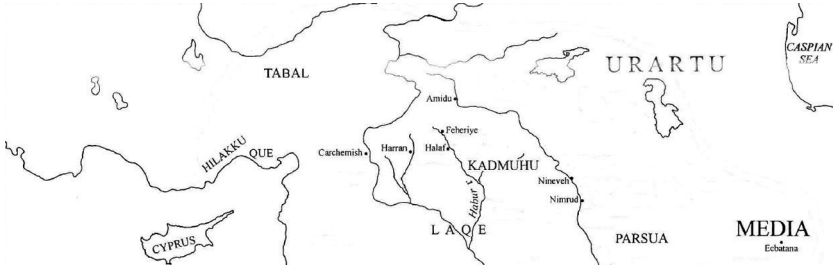 CASPIAN
SEA
URARTU
TABAL
Amidu
Feheriye
HILAKKU
QUE
Carchemish
Harran
Halaf
KADMUHU
Nineveh
Habur
Nimrud
LAQE
PARSUA
MEDIA
Ecbatana
CYPRUS